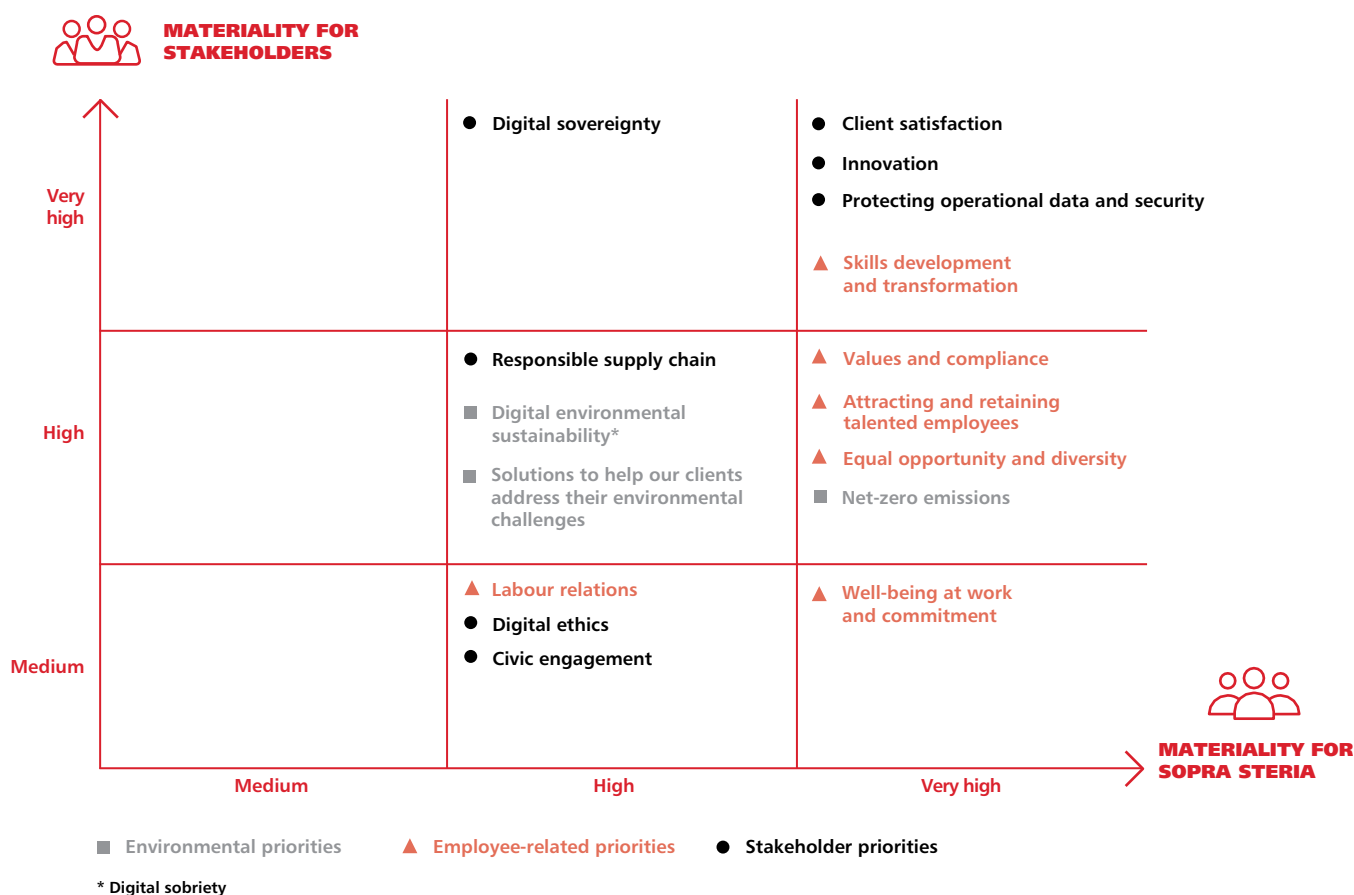 MATERIALITY FOR
STAKEHOLDERS
Digital sovereignty
Client satisfaction
Innovation
Protecting operational data and security
Skills development
and transformation
Very
high
Responsible supply chain
Digital environmental
sustainability*
Solutions to help our clients
address their environmental
challenges
Values and compliance
Attracting and retaining
talented employees
Equal opportunity and diversity
Net-zero emissions
High
Labour relations
Digital ethics
Civic engagement
Well-being at work
and commitment
Medium
MATERIALITY FOR
SOPRA STERIA
Medium
High
Very high
Environmental priorities
Employee-related priorities
Stakeholder priorities
* Digital sobriety